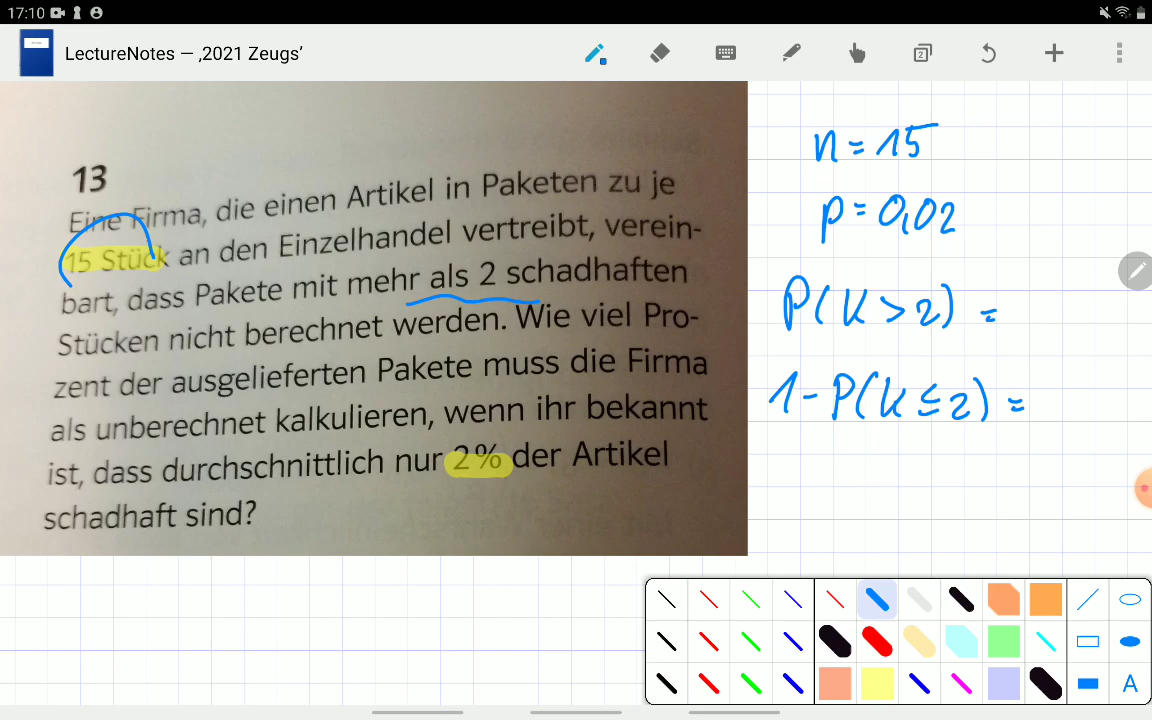 17:10
LectureNotes — ‚2021 Zeugs‘
2
13
Eine Firma, die einen Artikel in Paketen zu je
15 Stück an den Einzelhandel vertreibt, verein-
bart, dass Pakete mit mehr als 2 schadhaften
Stücken nicht berechnet werden. Wie viel Pro-
zent der ausgelieferten Pakete muss die Firma
als unberechnet kalkulieren, wenn ihr bekannt
ist, dass durchschnittlich nur 2 % der Artikel
schadhaft sind?
n = 15
p = 0,02
P(k > 2) =
1 - P(k ≤ 2) =
A